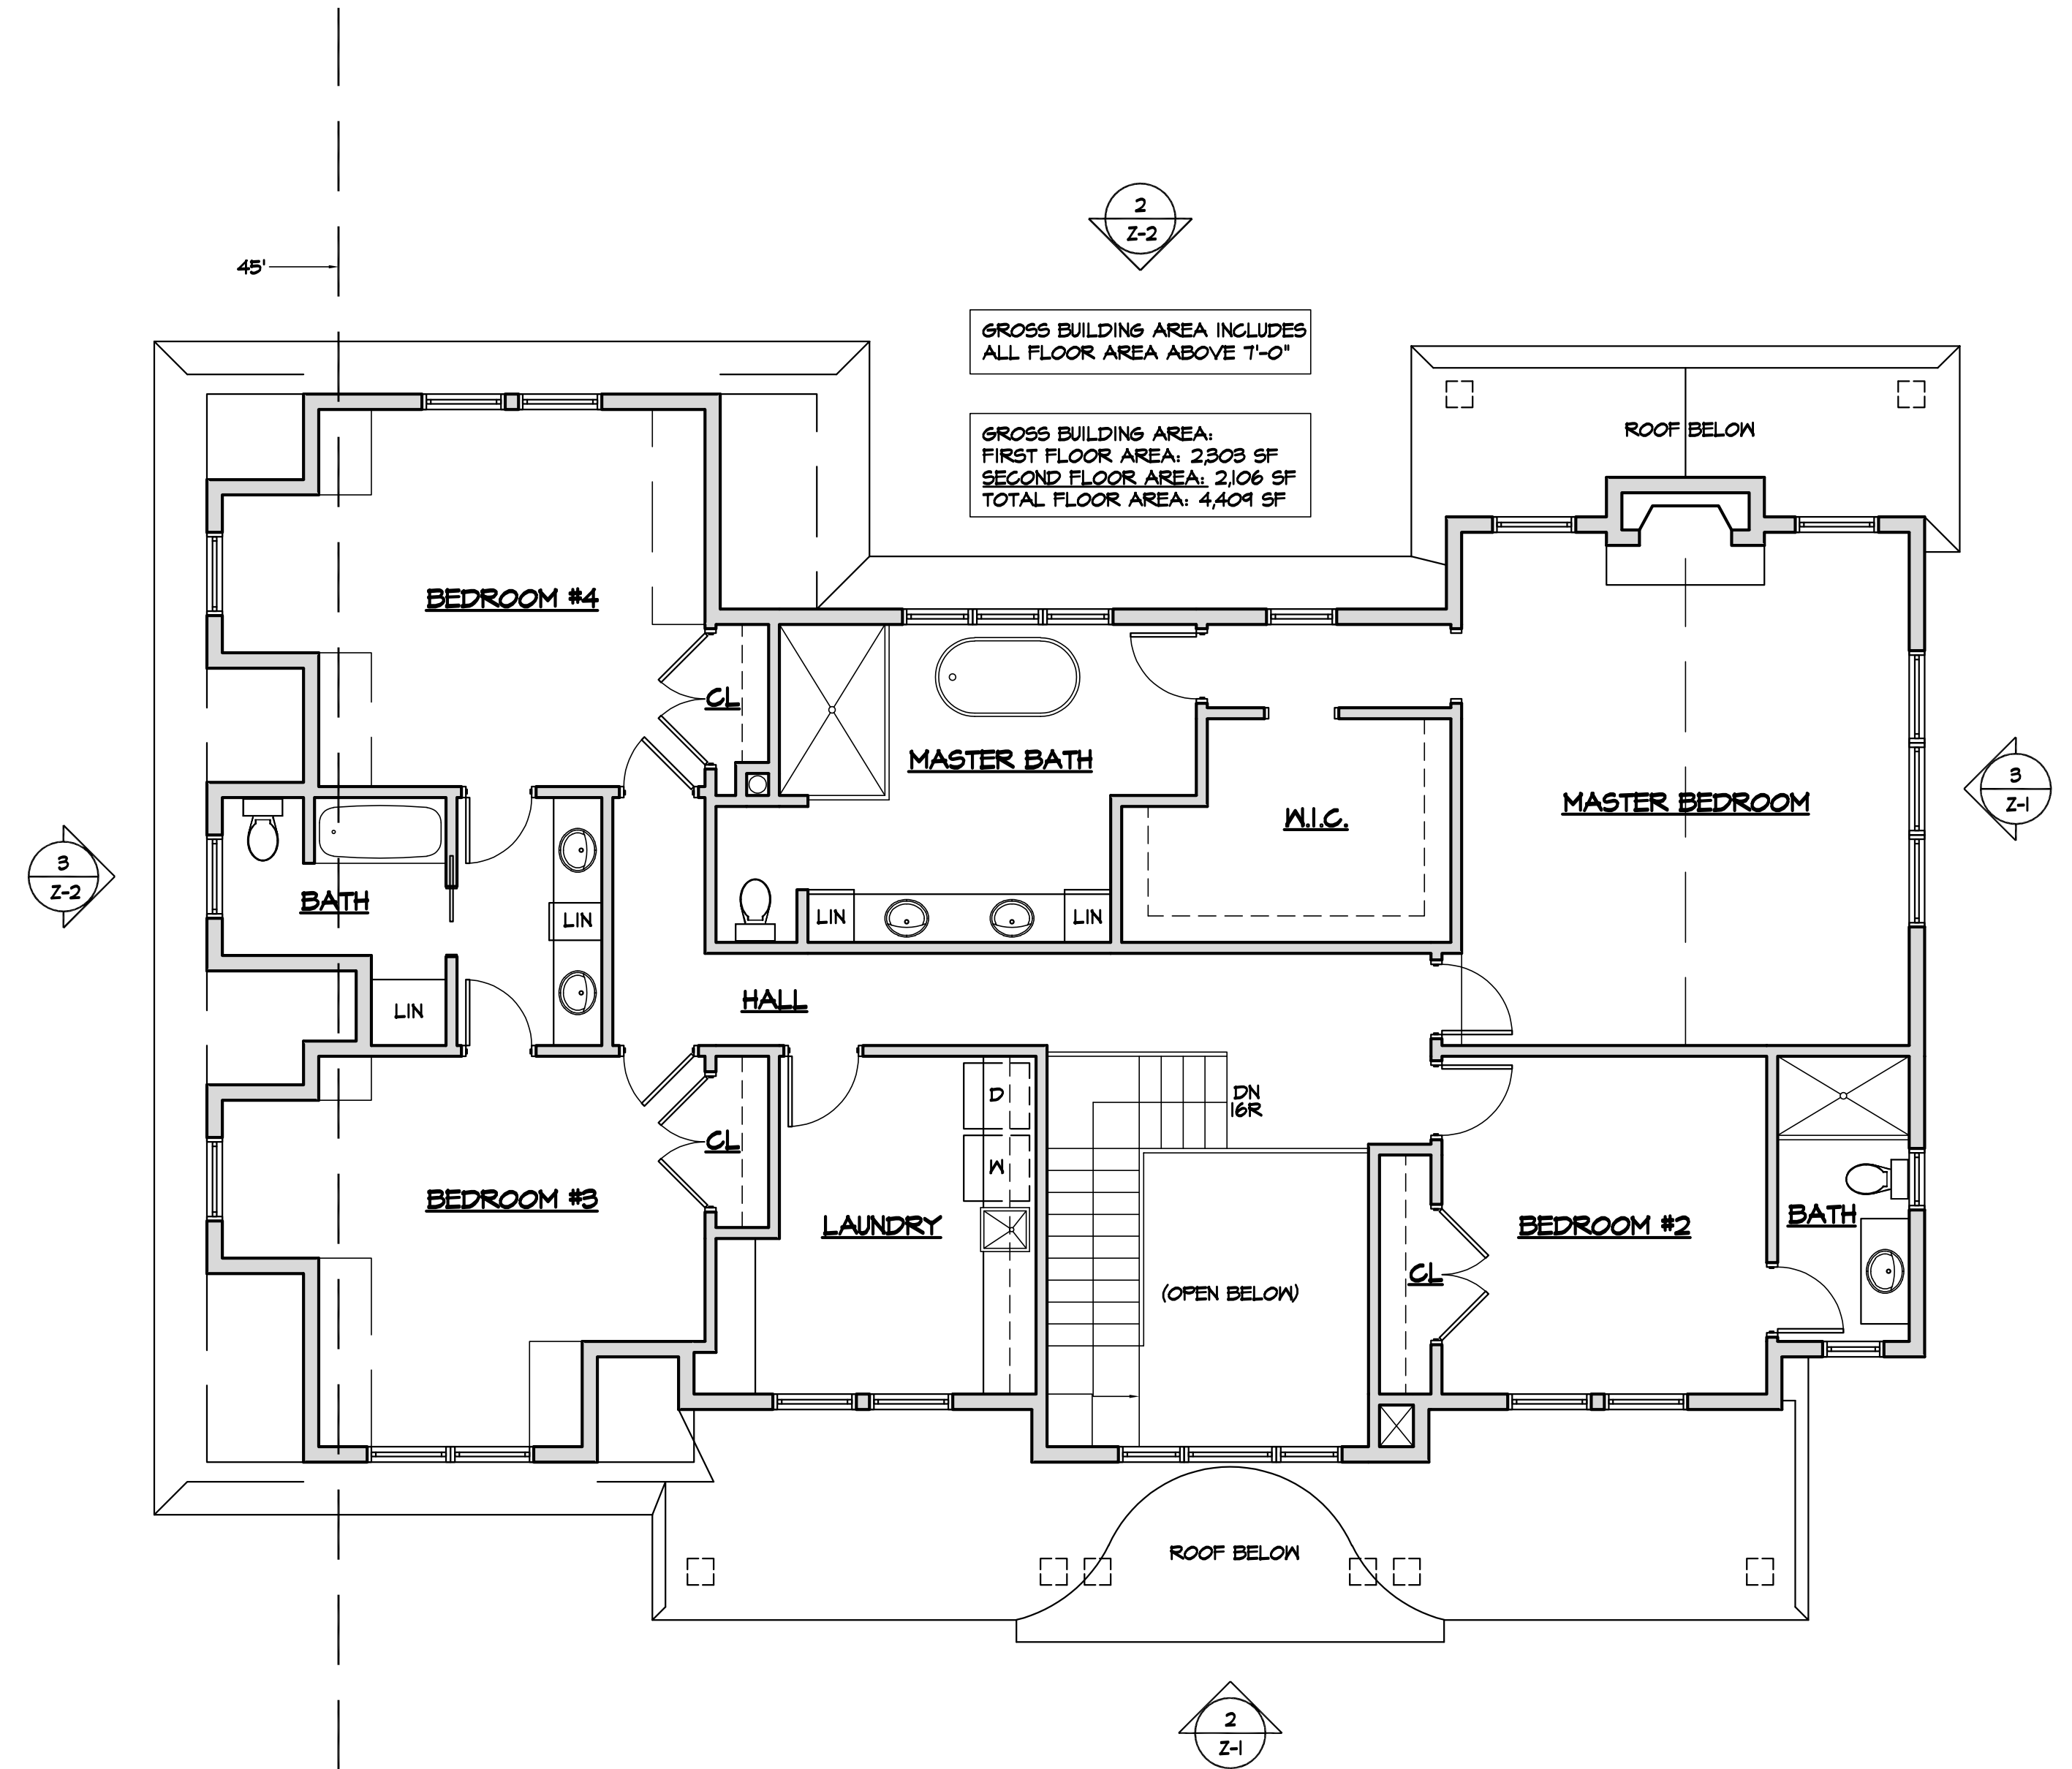 2
Z-2
45'
GROSS BUILDING AREA INCLUDES
ALL FLOOR AREA ABOVE 7'-0"
GROSS BUILDING AREA:
FIRST FLOOR AREA: 2,303 SF
SECOND FLOOR AREA: 2,106 SF
TOTAL FLOOR AREA: 4,409 SF
ROOF BELOW
BEDROOM #4
CL
MASTER BATH
W.I.C.
MASTER BEDROOM
3
Z-1
3
Z-2
BATH
LIN
LIN
LIN
LIN
HALL
D
W
DN
16R
CL
BEDROOM #3
LAUNDRY
(OPEN BELOW)
CL
BEDROOM #2
BATH
ROOF BELOW
2
Z-1